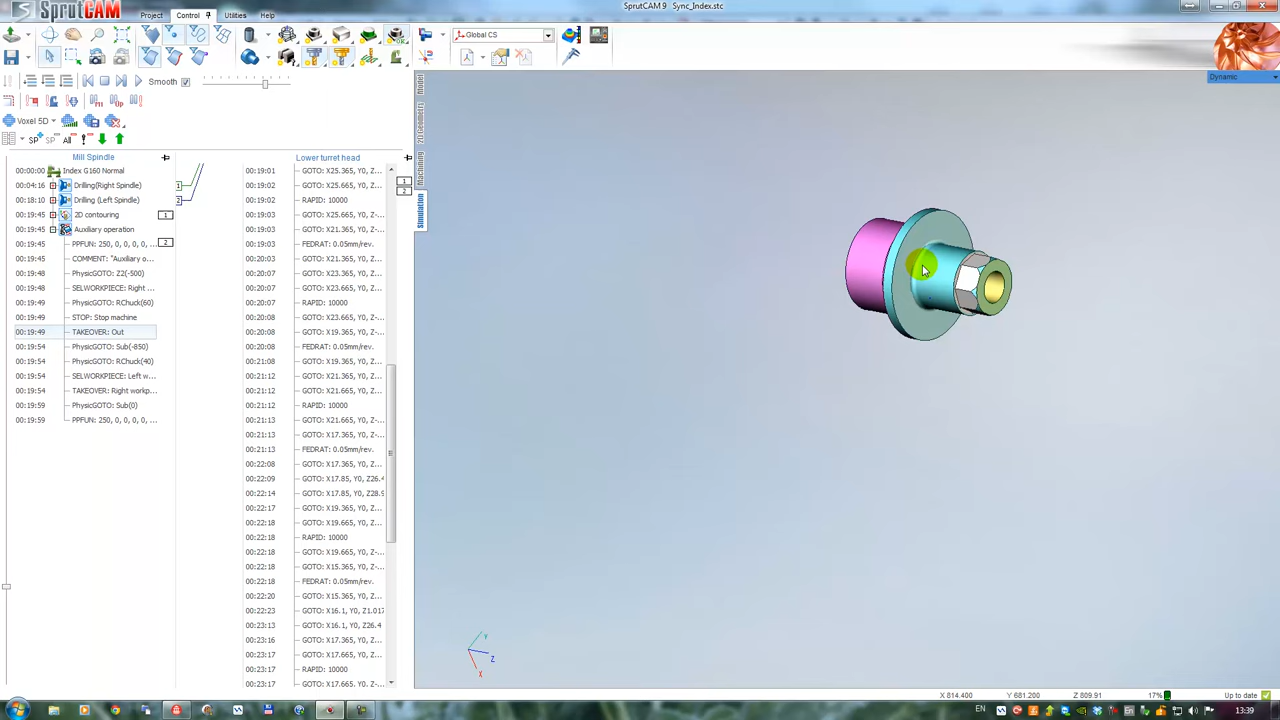 SprutCAM
SprutCAM 9   Sync_Index.stc
Project
Control
Utilities
Help
Global CS
Dynamic
OK
Smooth
Voxel 5D
SP
SP
All
Mill Spindle
00:00:00 Index G160 Normal
00:04:16 Drilling(Right Spindle)
00:18:10 Drilling (Left Spindle)
00:19:45 2D contouring
00:19:45 Auxiliary operation
00:19:45 PPFUN: 250, 0, 0, 0, 0, ...
00:19:45 COMMENT: "Auxiliary o...
00:19:45 PhysicGOTO: Z2(-500)
00:19:48 SELWORKPIECE: Right ...
00:19:49 PhysicGOTO: RChuck(60)
00:19:49 STOP: Stop machine
00:19:49 TAKEOVER: Out
00:19:54 PhysicGOTO: Sub(-850)
00:19:54 PhysicGOTO: RChuck(40)
00:19:54 SELWORKPIECE: Left w...
00:19:54 TAKEOVER: Right workp...
00:19:59 PhysicGOTO: Sub(0)
00:19:59 PPFUN: 250, 0, 0, 0, 0, ...
1
2
1
2
Lower turret head
1
2
00:19:01 GOTO: X25.365, Y0, Z...
00:19:02 GOTO: X25.665, Y0, Z...
00:19:02 RAPID: 10000
00:19:03 GOTO: X25.665, Y0, Z-...
00:19:03 GOTO: X21.665, Y0, Z-...
00:19:03 FEDRAT: 0.05mm/rev.
00:20:03 GOTO: X21.365, Y0, Z-...
00:20:07 GOTO: X23.365, Y0, Z...
00:20:07 RAPID: 10000
00:20:08 GOTO: X23.665, Y0, Z-...
00:20:08 GOTO: X19.365, Y0, Z-...
00:20:08 FEDRAT: 0.05mm/rev.
00:21:08 GOTO: X19.365, Y0, Z...
00:21:12 GOTO: X21.365, Y0, Z...
00:21:12 GOTO: X21.665, Y0, Z...
00:21:12 RAPID: 10000
00:21:13 GOTO: X21.665, Y0, Z-...
00:21:13 GOTO: X17.365, Y0, Z-...
00:21:13 FEDRAT: 0.05mm/rev.
00:22:08 GOTO: X17.365, Y0, Z...
00:22:09 GOTO: X17.85, Y0, Z26.4
00:22:14 GOTO: X17.85, Y0, Z28.9
00:22:17 GOTO: X19.365, Y0, Z...
00:22:18 GOTO: X19.665, Y0, Z...
00:22:18 RAPID: 10000
00:22:18 GOTO: X19.665, Y0, Z...
00:22:18 GOTO: X15.365, Y0, Z...
00:22:18 FEDRAT: 0.05mm/rev.
00:22:20 GOTO: X15.365, Y0, Z...
00:22:23 GOTO: X16.1, Y0, Z1.017
00:23:16 GOTO: X16.1, Y0, Z26.4
00:23:16 GOTO: X17.365, Y0, Z...
00:23:17 GOTO: X17.665, Y0, Z...
00:23:17 RAPID: 10000
00:23:17 GOTO: X17.665, Y0, Z...
Model
2D Geometry
Machining
Simulation
Y
Z
X
X 814.400
Y 681.200
Z 809.91
17%
Up to date
EN
13:39